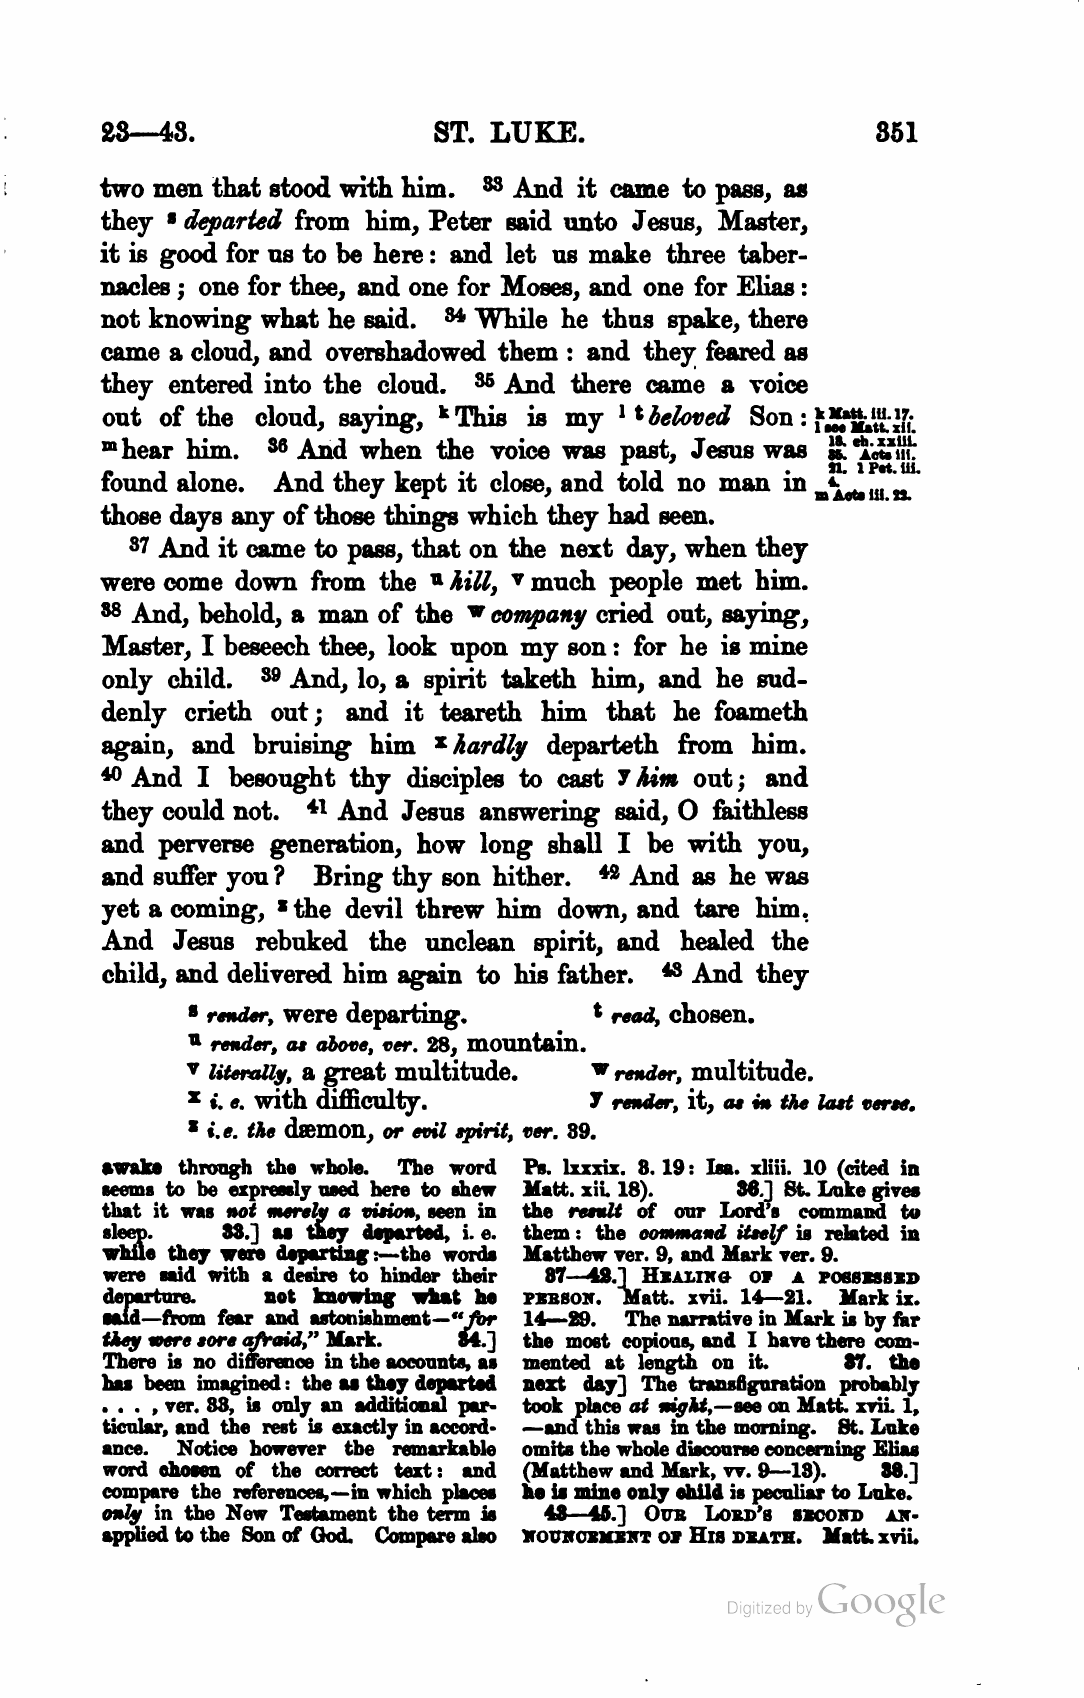 23—43. ST. LUKE. 351
two men that stood with him. 33 And it came to pass, as
they s departed from him, Peter said unto Jesus, Master,
it is good for us to be here : and let us make three taber-
nacles ; one for thee, and one for Moses, and one for Elias :
not knowing what he said. 34 While he thus spake, there
came a cloud, and overshadowed them : and they feared as
they entered into the cloud. 35 And there came a voice
out of the cloud, saying, k This is my l t beloved Son :
m hear him. 36 And when the voice was past, Jesus was
found alone. And they kept it close, and told no man in
those days any of those things which they had seen.
k Matt. iii. 17.
l see Matt. xii.
18. ch. xxiii.
35. Acts iii.
21. 1 Pet. ii.
4.
m Acts iii. 22.
37 And it came to pass, that on the next day, when they
were come down from the u hill, v much people met him.
38 And, behold, a man of the w company cried out, saying,
Master, I beseech thee, look upon my son : for he is mine
only child. 39 And, lo, a spirit taketh him, and he sud-
denly crieth out ; and it teareth him that he foameth
again, and bruising him x hardly departeth from him.
40 And I besought thy disciples to cast y him out ; and
they could not. 41 And Jesus answering said, O faithless
and perverse generation, how long shall I be with you,
and suffer you ? Bring thy son hither. 42 And as he was
yet a coming, z the devil threw him down, and tare him.
And Jesus rebuked the unclean spirit, and healed the
child, and delivered him again to his father. 43 And they
s render, were departing. t read, chosen.
u render, as above, ver. 28, mountain.
v literally, a great multitude. w render, multitude.
x i. e. with difficulty. y render, it, as in the last verse.
z i.e. the dæmon, or evil spirit, ver. 39.
awake through the whole. The word
seems to be expressly used here to shew
that it was not merely a vision, seen in
sleep. 33.] as they departed, i. e.
while they were departing :—the words
were said with a desire to hinder their
departure. not knowing what he
said—from fear and astonishment—“for
they were sore afraid,” Mark. 34.]
There is no difference in the accounts, as
has been imagined : the as they departed
. . . . , ver. 33, is only an additional par-
ticular, and the rest is exactly in accord-
ance. Notice however the remarkable
word chosen of the correct text : and
compare the references,—in which places
only in the New Testament the term is
applied to the Son of God. Compare also
Ps. lxxxix. 3. 19 : Isa. xliii. 10 (cited in
Matt. xii. 18). 36.] St. Luke gives
the result of our Lord's command to
them : the command itself is related in
Matthew ver. 9, and Mark ver. 9.
37—42.] HEALING OF A POSSESSED
PERSON. Matt. xvii. 14—21. Mark ix.
14—29. The narrative in Mark is by far
the most copious, and I have there com-
mented at length on it. 37. the
next day] The transfiguration probably
took place at night,—see on Matt. xvii. 1,
—and this was in the morning. St. Luke
omits the whole discourse concerning Elias
(Matthew and Mark, vv. 9—13). 38.]
he is mine only child is peculiar to Luke.
43—45.] OUR LORD'S SECOND AN-
NOUNCEMENT OF HIS DEATH. Matt. xvii.
Digitized by Google